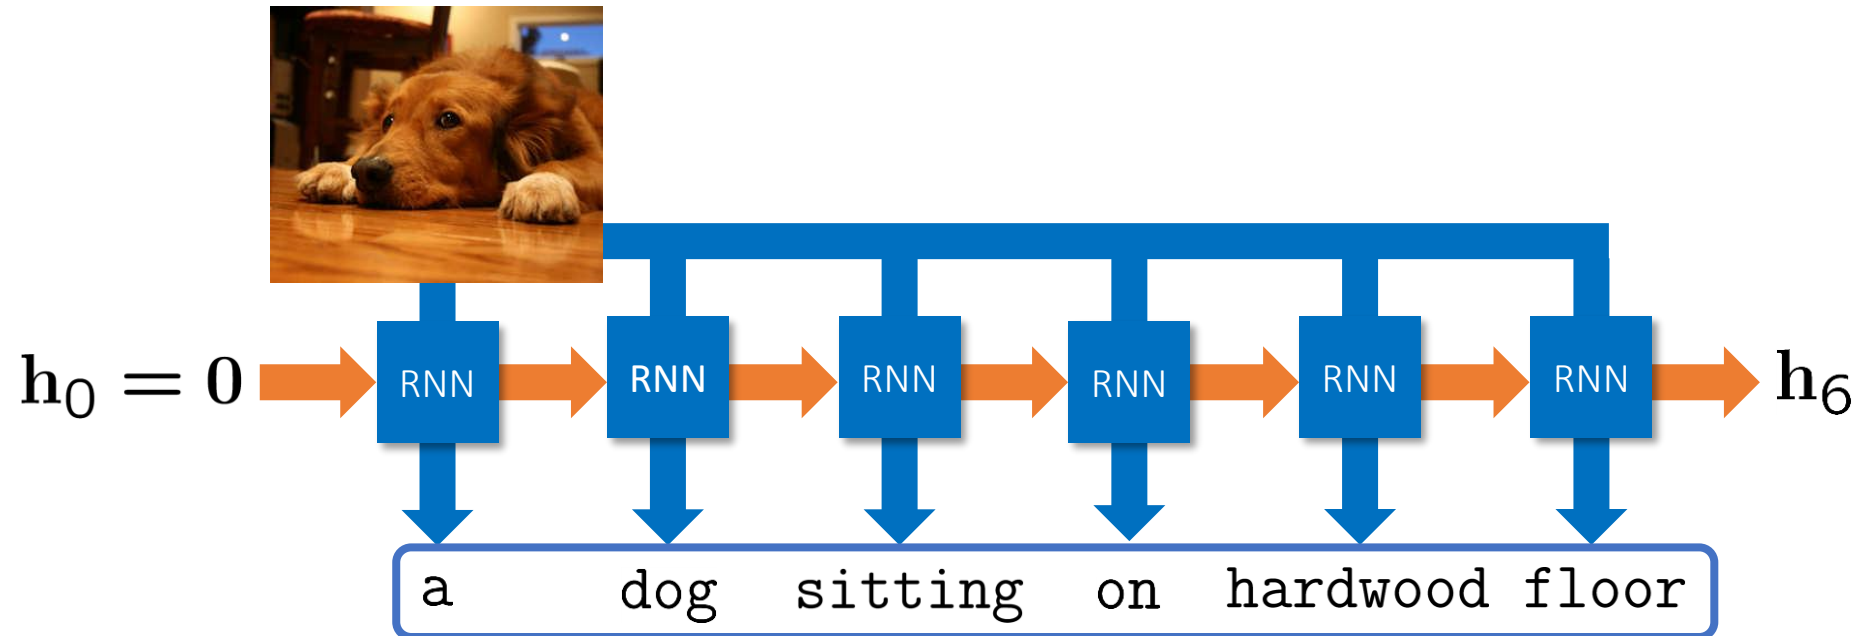 h₀ = 0 RNN RNN RNN RNN RNN RNN h₆
a dog sitting on hardwood floor